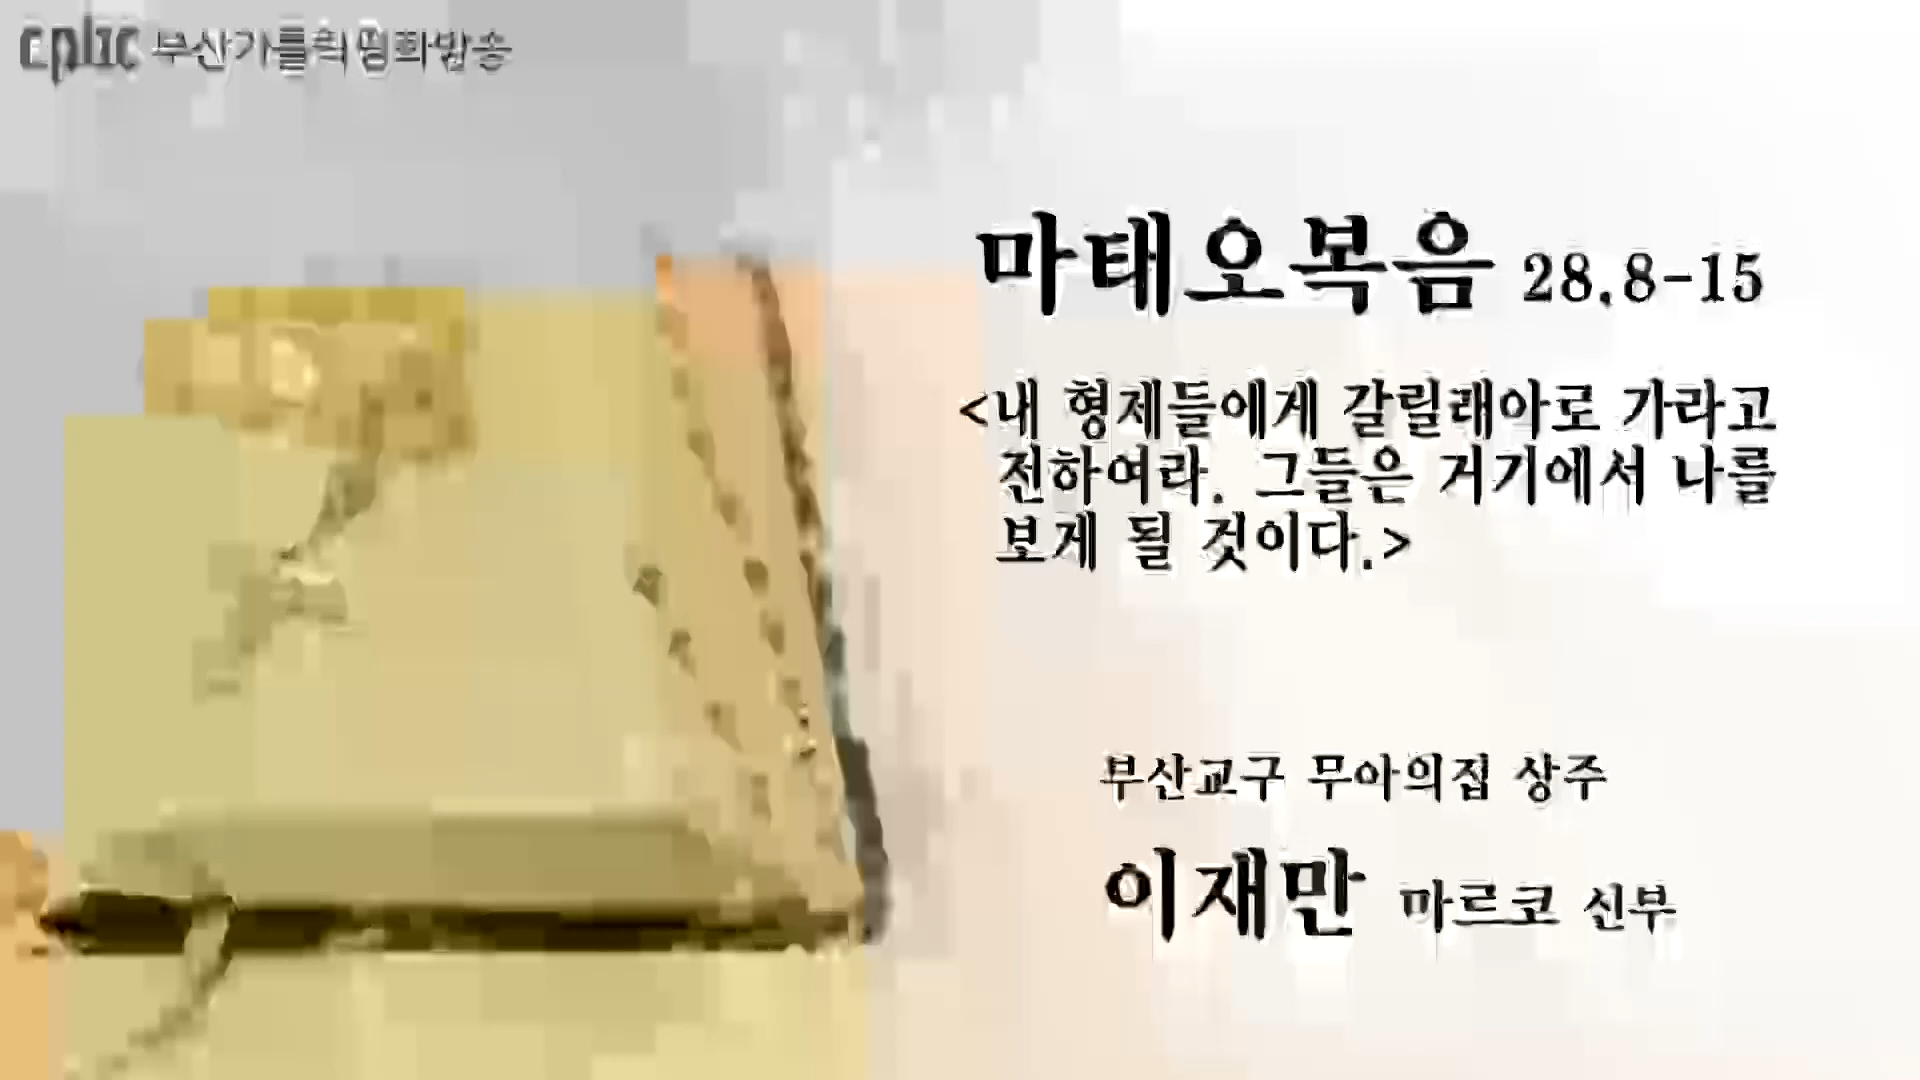 cpbc 부산가톨릭평화방송
마태오복음 28.8-15
<내 형제들에게 갈릴래아로 가라고
전하여라. 그들은 거기에서 나를
보게 될 것이다.>
부산교구 무아의집 상주
이재만 마르코 신부